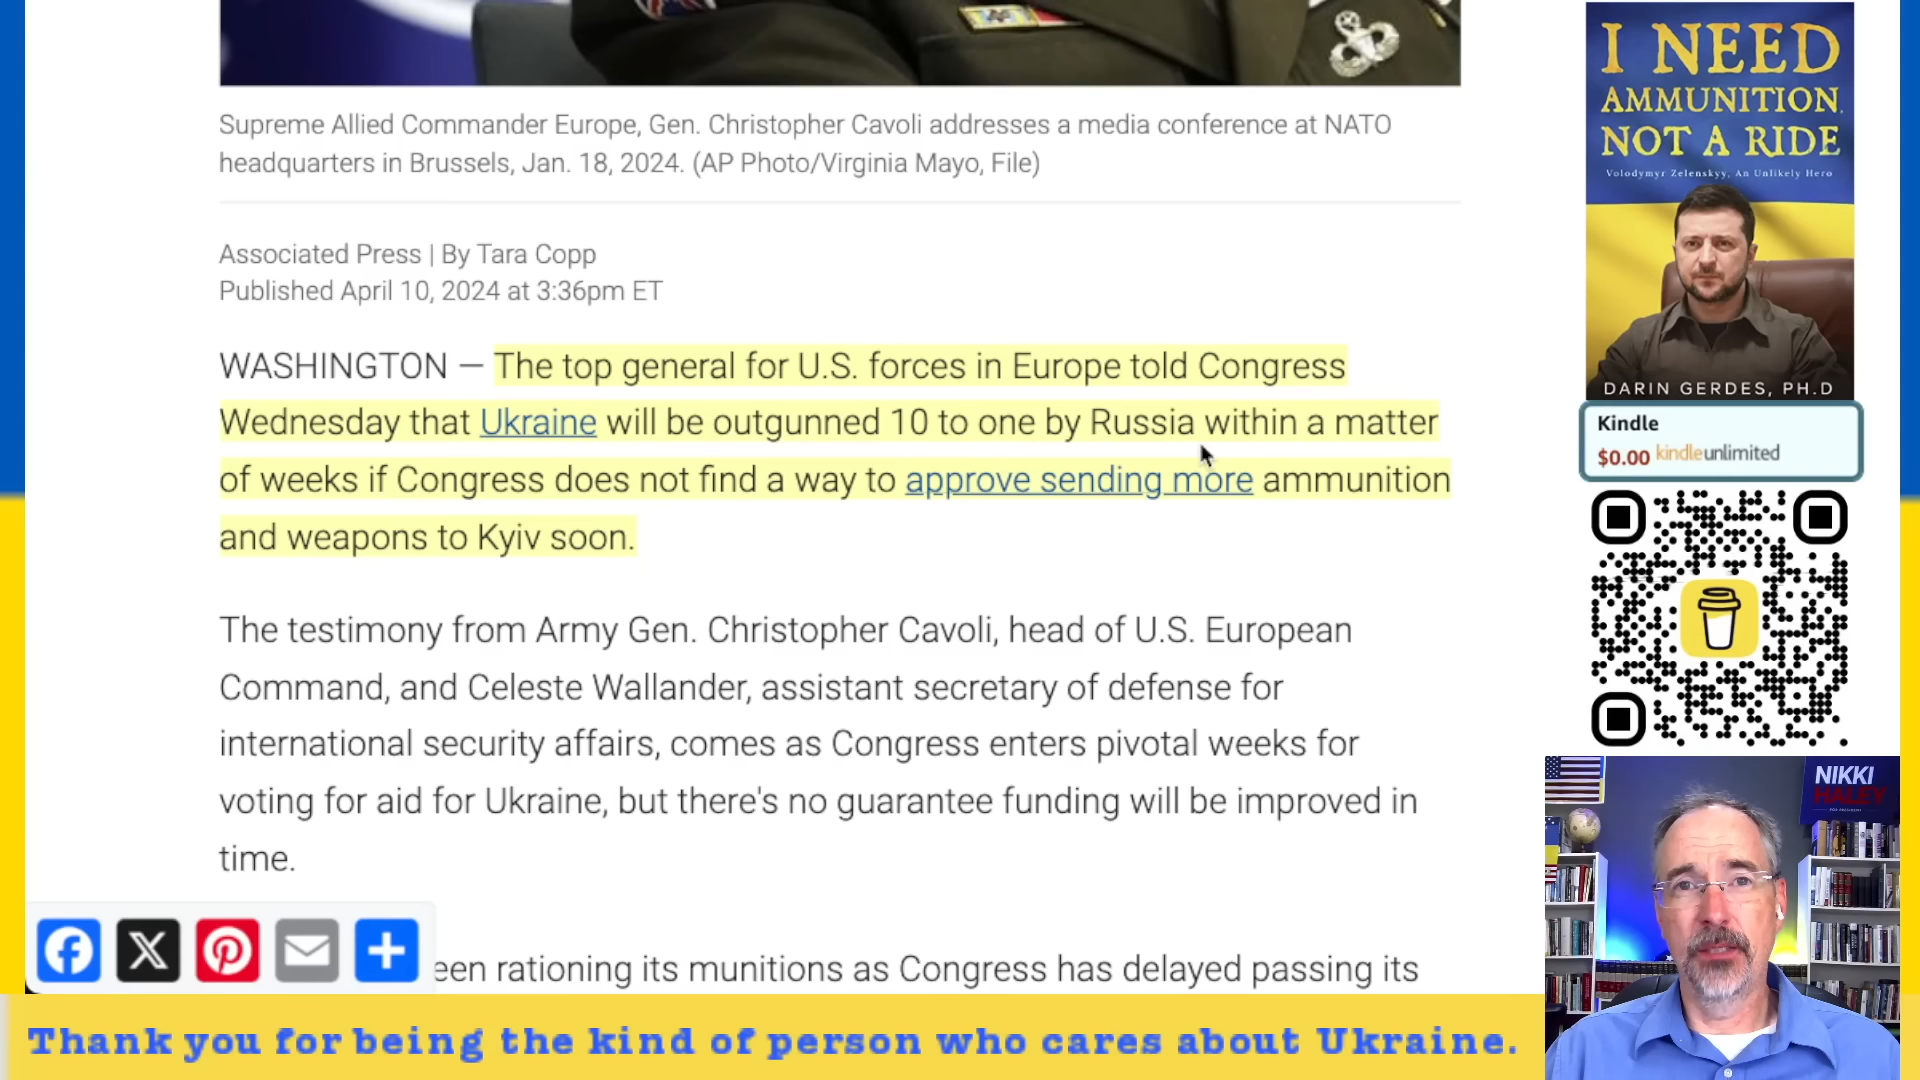 Supreme Allied Commander Europe, Gen. Christopher Cavoli addresses a media conference at NATO
headquarters in Brussels, Jan. 18, 2024. (AP Photo/Virginia Mayo, File)
Associated Press | By Tara Copp
Published April 10, 2024 at 3:36pm ET
WASHINGTON — The top general for U.S. forces in Europe told Congress
Wednesday that Ukraine will be outgunned 10 to one by Russia within a matter
of weeks if Congress does not find a way to approve sending more ammunition
and weapons to Kyiv soon.
The testimony from Army Gen. Christopher Cavoli, head of U.S. European
Command, and Celeste Wallander, assistant secretary of defense for
international security affairs, comes as Congress enters pivotal weeks for
voting for aid for Ukraine, but there's no guarantee funding will be improved in
time.
een rationing its munitions as Congress has delayed passing its
Thank you for being the kind of person who cares about Ukraine.
I NEED
AMMUNITION,
NOT A RIDE
Volodymyr Zelenskyy, An Unlikely Hero
DARIN GERDES, PH.D
Kindle
$0.00 kindleunlimited
NIKKI
HALEY